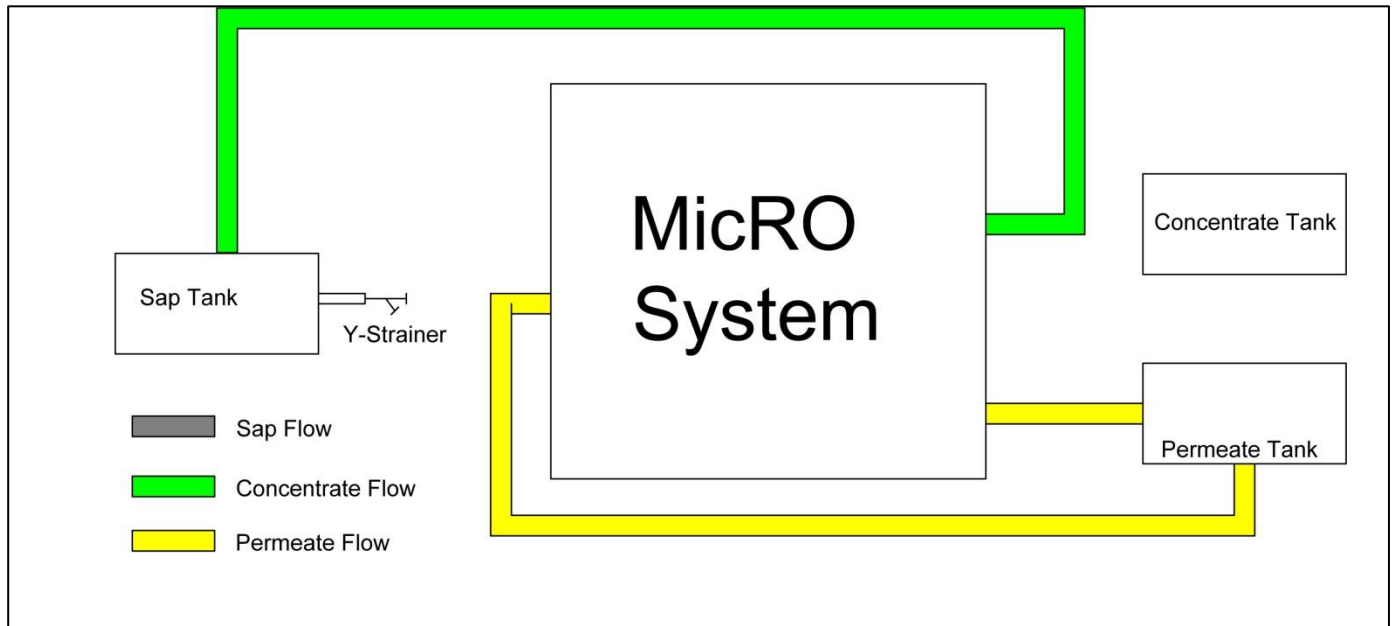 MicRO
System
Concentrate Tank
Sap Tank
Y-Strainer
Sap Flow
Permeate Tank
Concentrate Flow
Permeate Flow